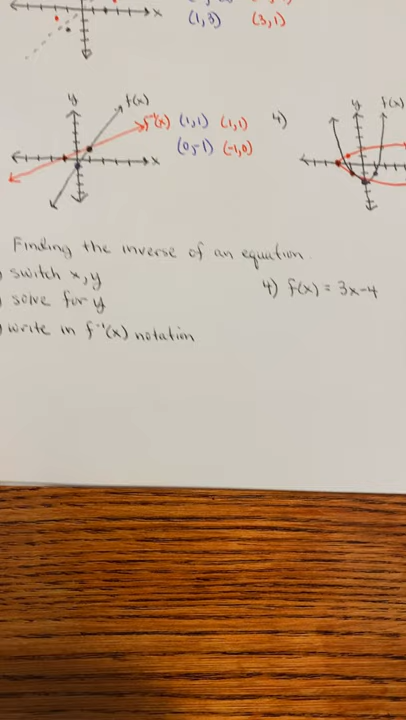 x
(1,3) (3,1)
y f(x)
f⁻¹(x) (1,1) (1,1) 4) y f(x)
x (0,-1) (-1,0)
Finding the inverse of an equation.
) switch x, y
) solve for y 4) f(x) = 3x-4
) write in f⁻¹(x) notation